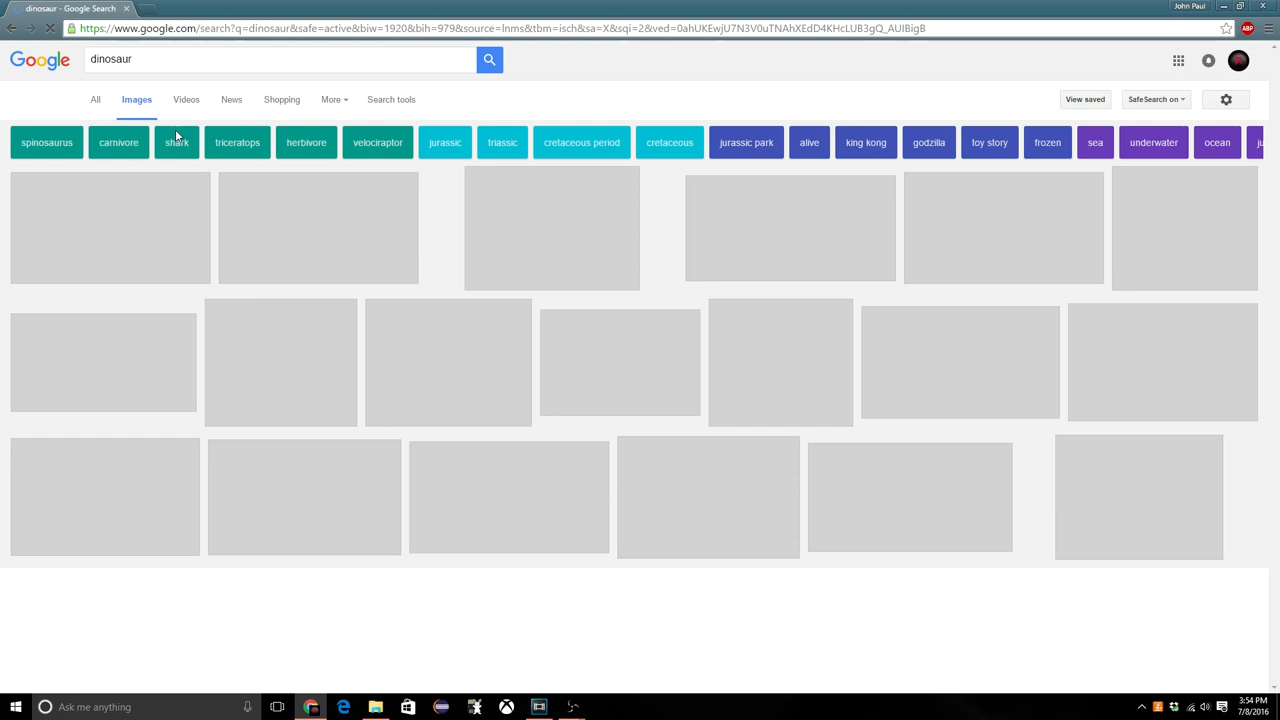 dinosaur - Google Search
John Paul
https://www.google.com/search?q=dinosaur&safe=active&biw=1920&bih=979&source=lnms&tbm=isch&sa=X&sqi=2&ved=0ahUKEwjU7N3V0uTNAhXEdD4KHcLUB3gQ_AUIBigB
ABP
Google
dinosaur
All Images Videos News Shopping More Search tools
View saved
SafeSearch on
spinosaurus carnivore shark triceratops herbivore velociraptor jurassic triassic cretaceous period cretaceous jurassic park alive king kong godzilla toy story frozen sea underwater ocean
Ask me anything
3:54 PM
7/8/2016